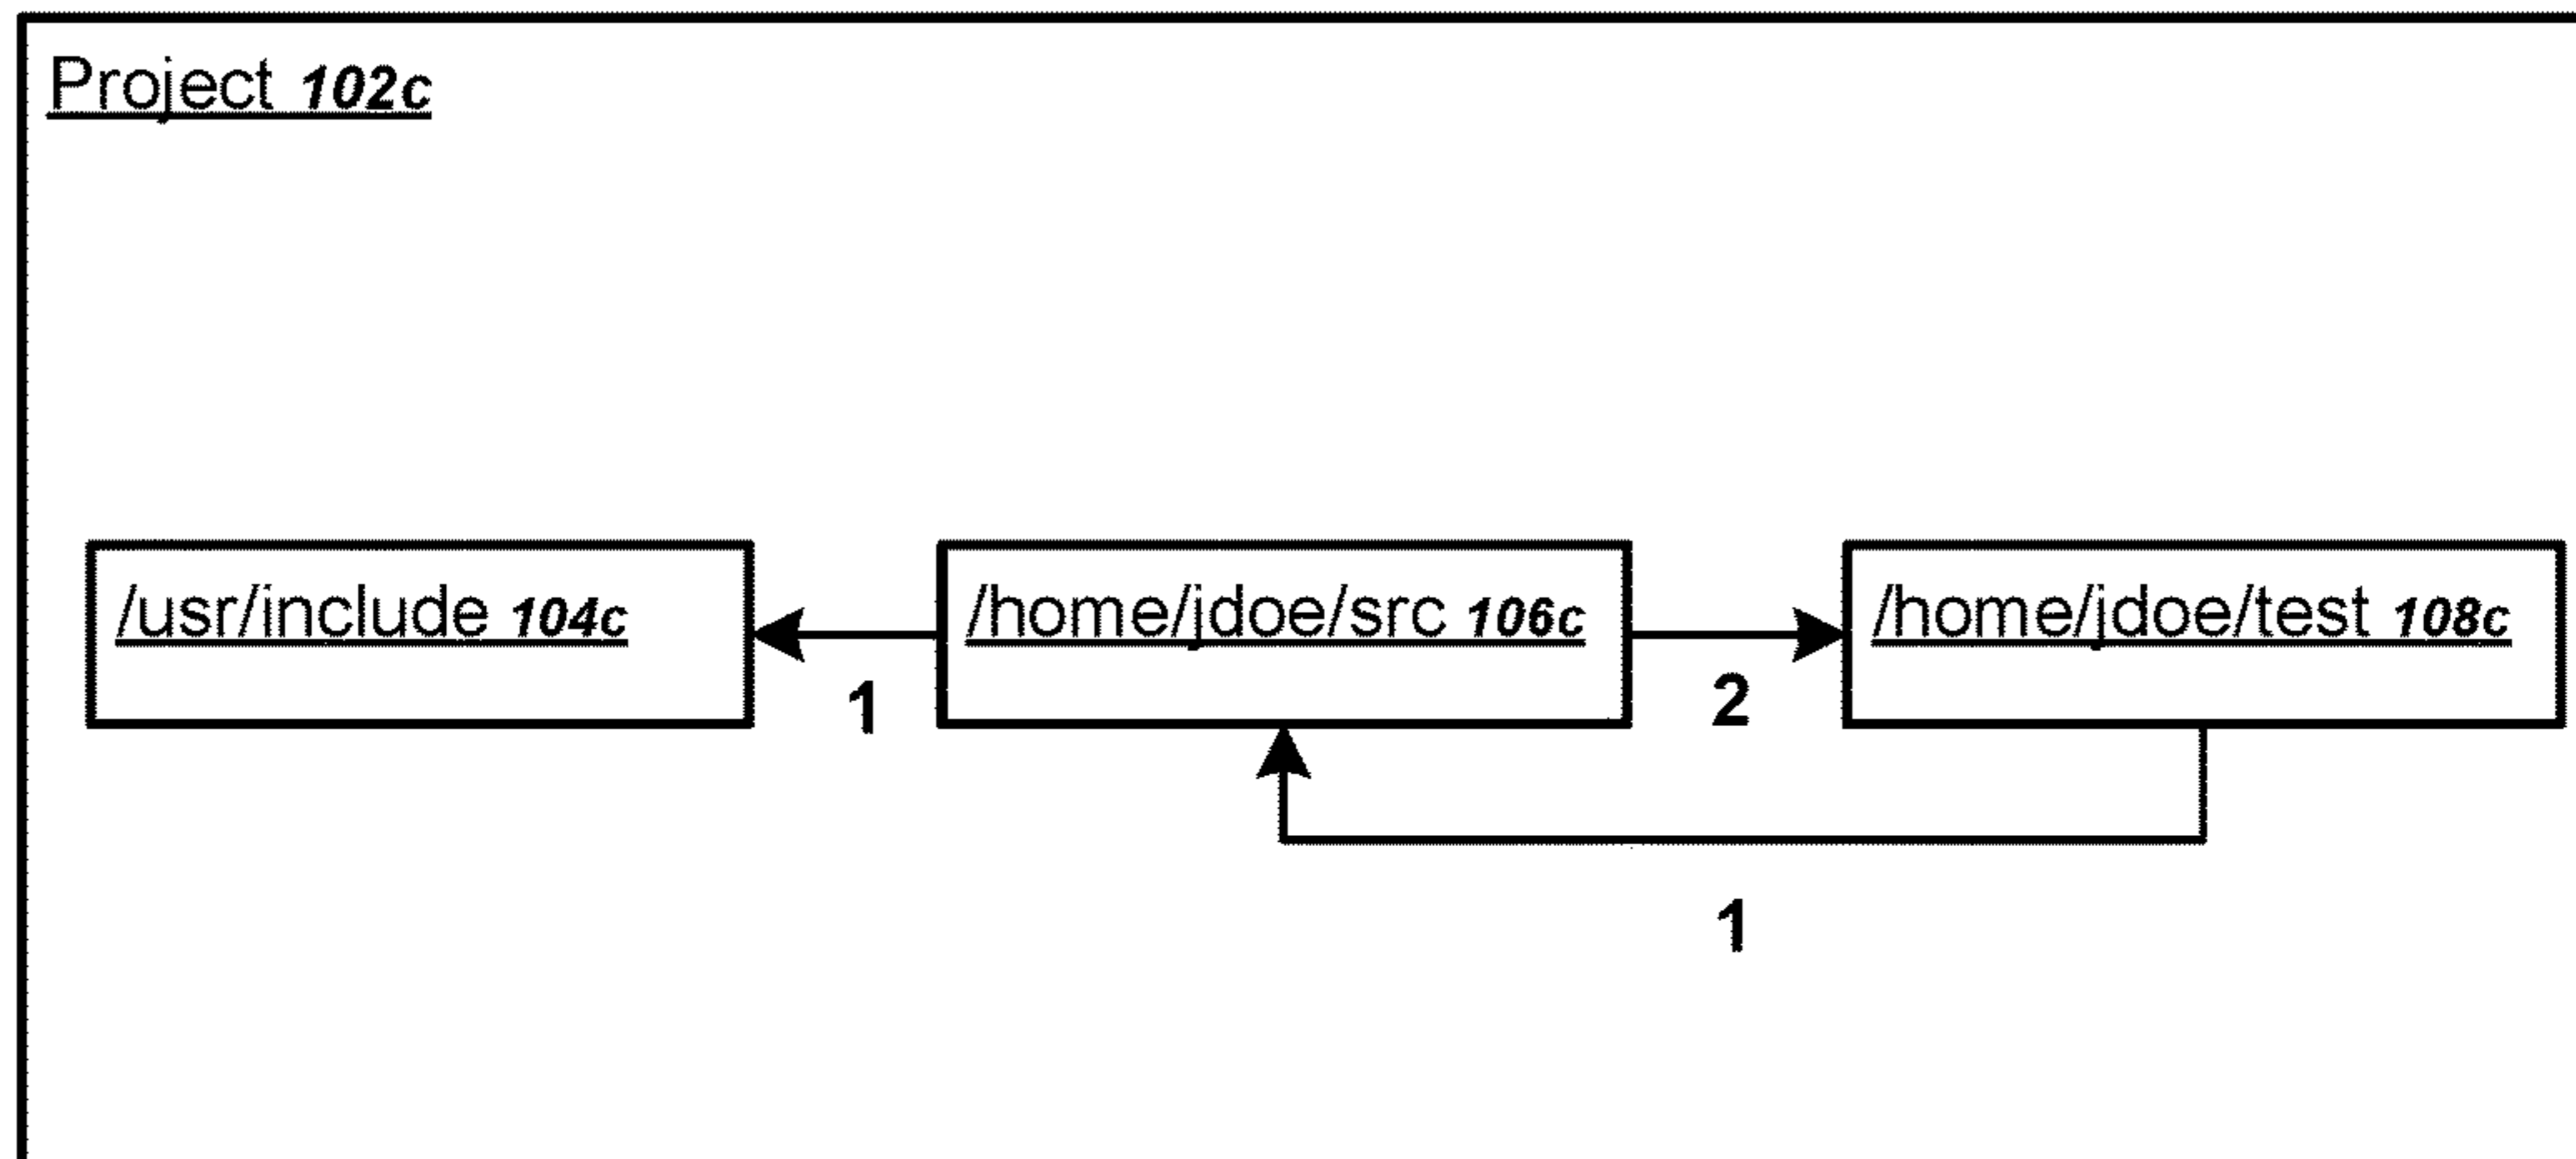 Project 102c
/usr/include 104c
/home/jdoe/src 106c
/home/jdoe/test 108c
1
2
1